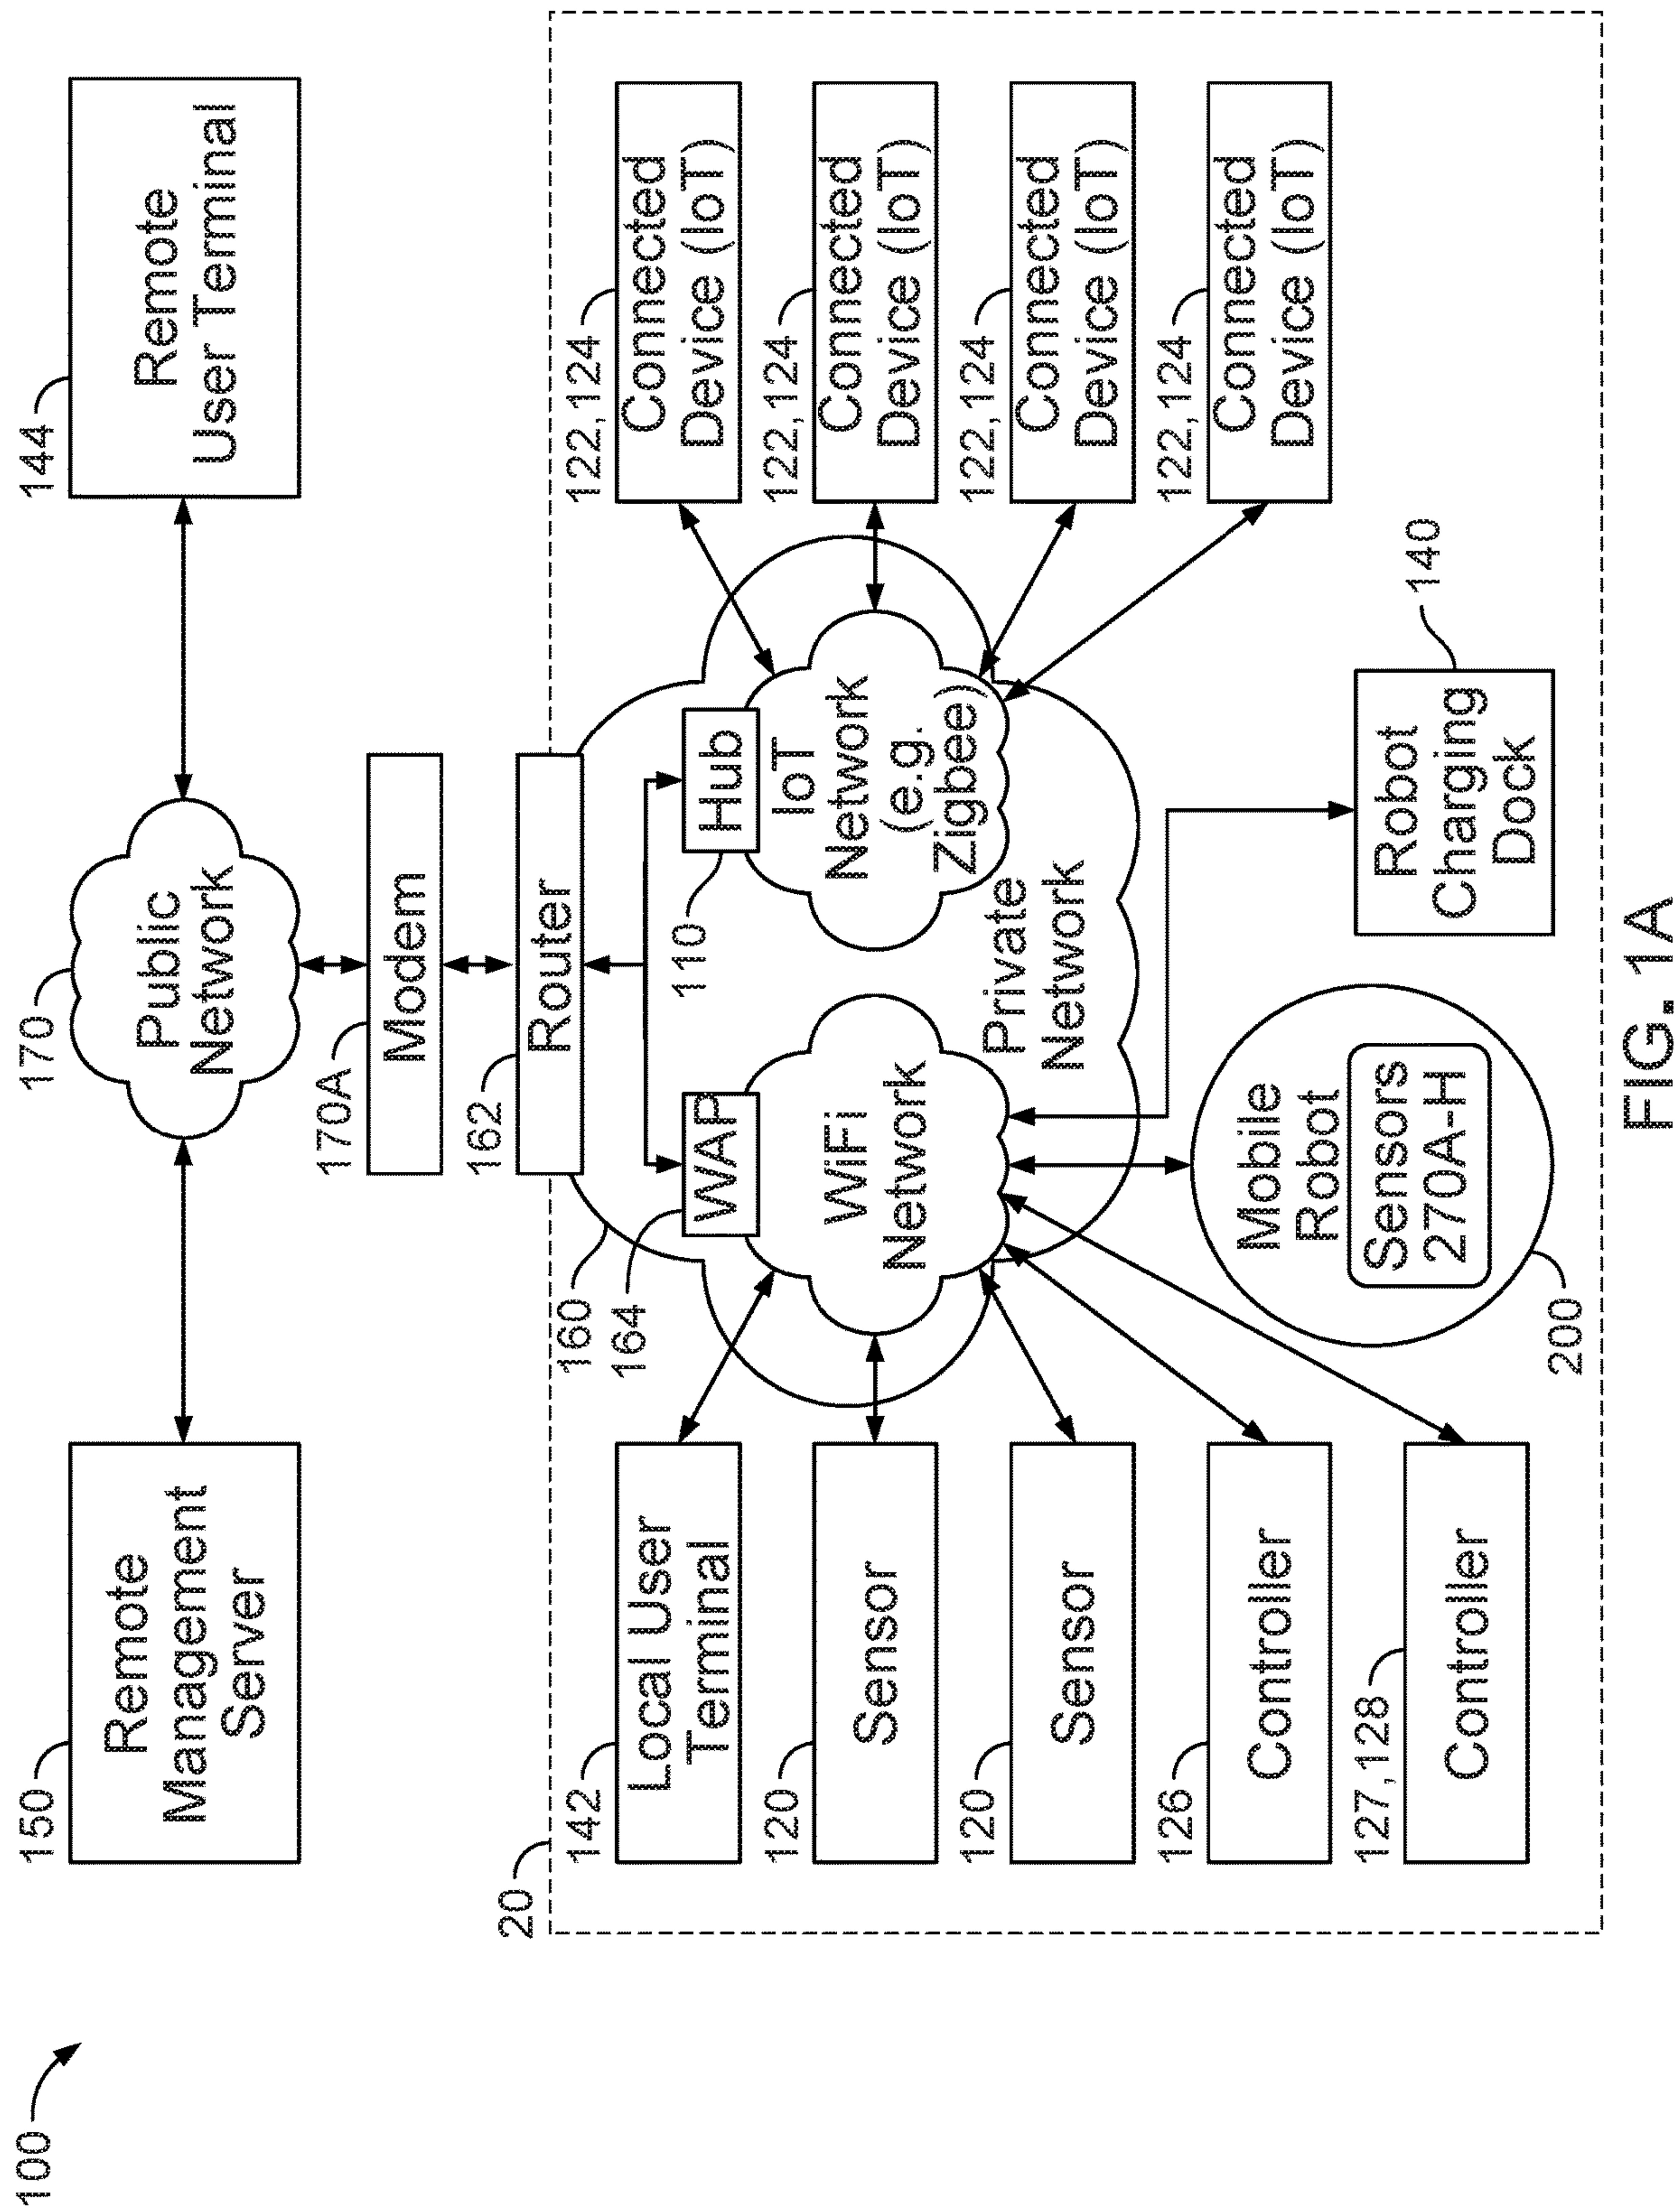 100
150
Remote
Management
Server
170
Public
Network
144
Remote
User Terminal
170A
Modem
162
Router
20
160
164
WAP
110
Hub
WiFi
Network
IoT
Network
(e.g.
Zigbee)
Private
Network
142
Local User
Terminal
120
Sensor
120
Sensor
126
Controller
127,128
Controller
122,124
Connected
Device (IoT)
122,124
Connected
Device (IoT)
122,124
Connected
Device (IoT)
122,124
Connected
Device (IoT)
Mobile
Robot
Sensors
270A-H
200
Robot
Charging
Dock
140
FIG. 1A